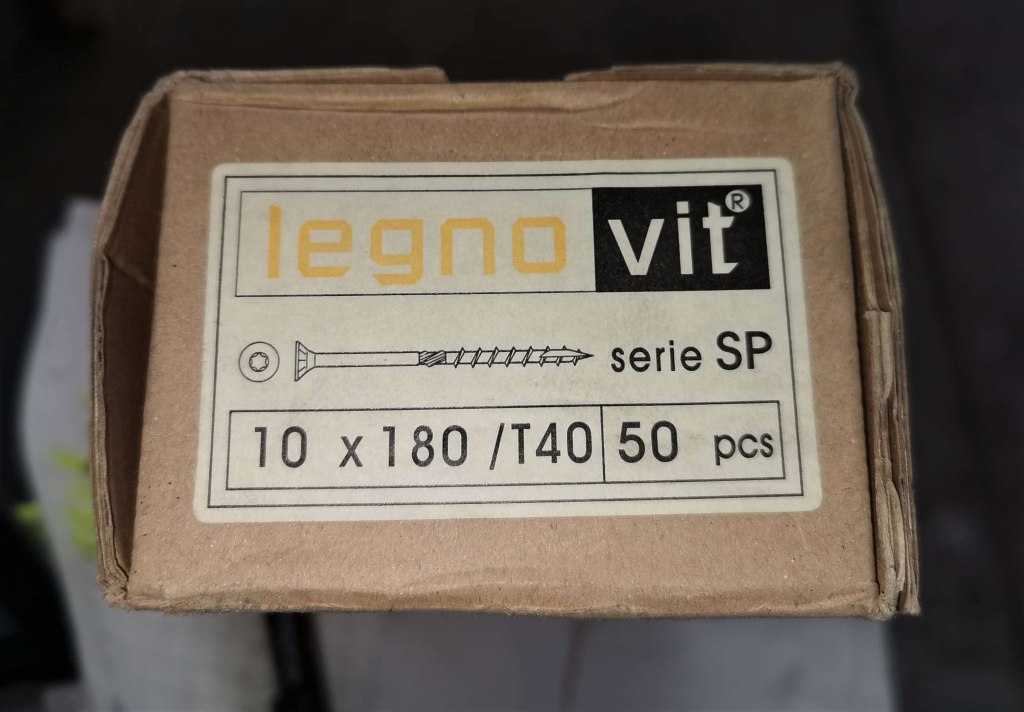 legno vit®
serie SP
10 x 180 /T40 50 pcs